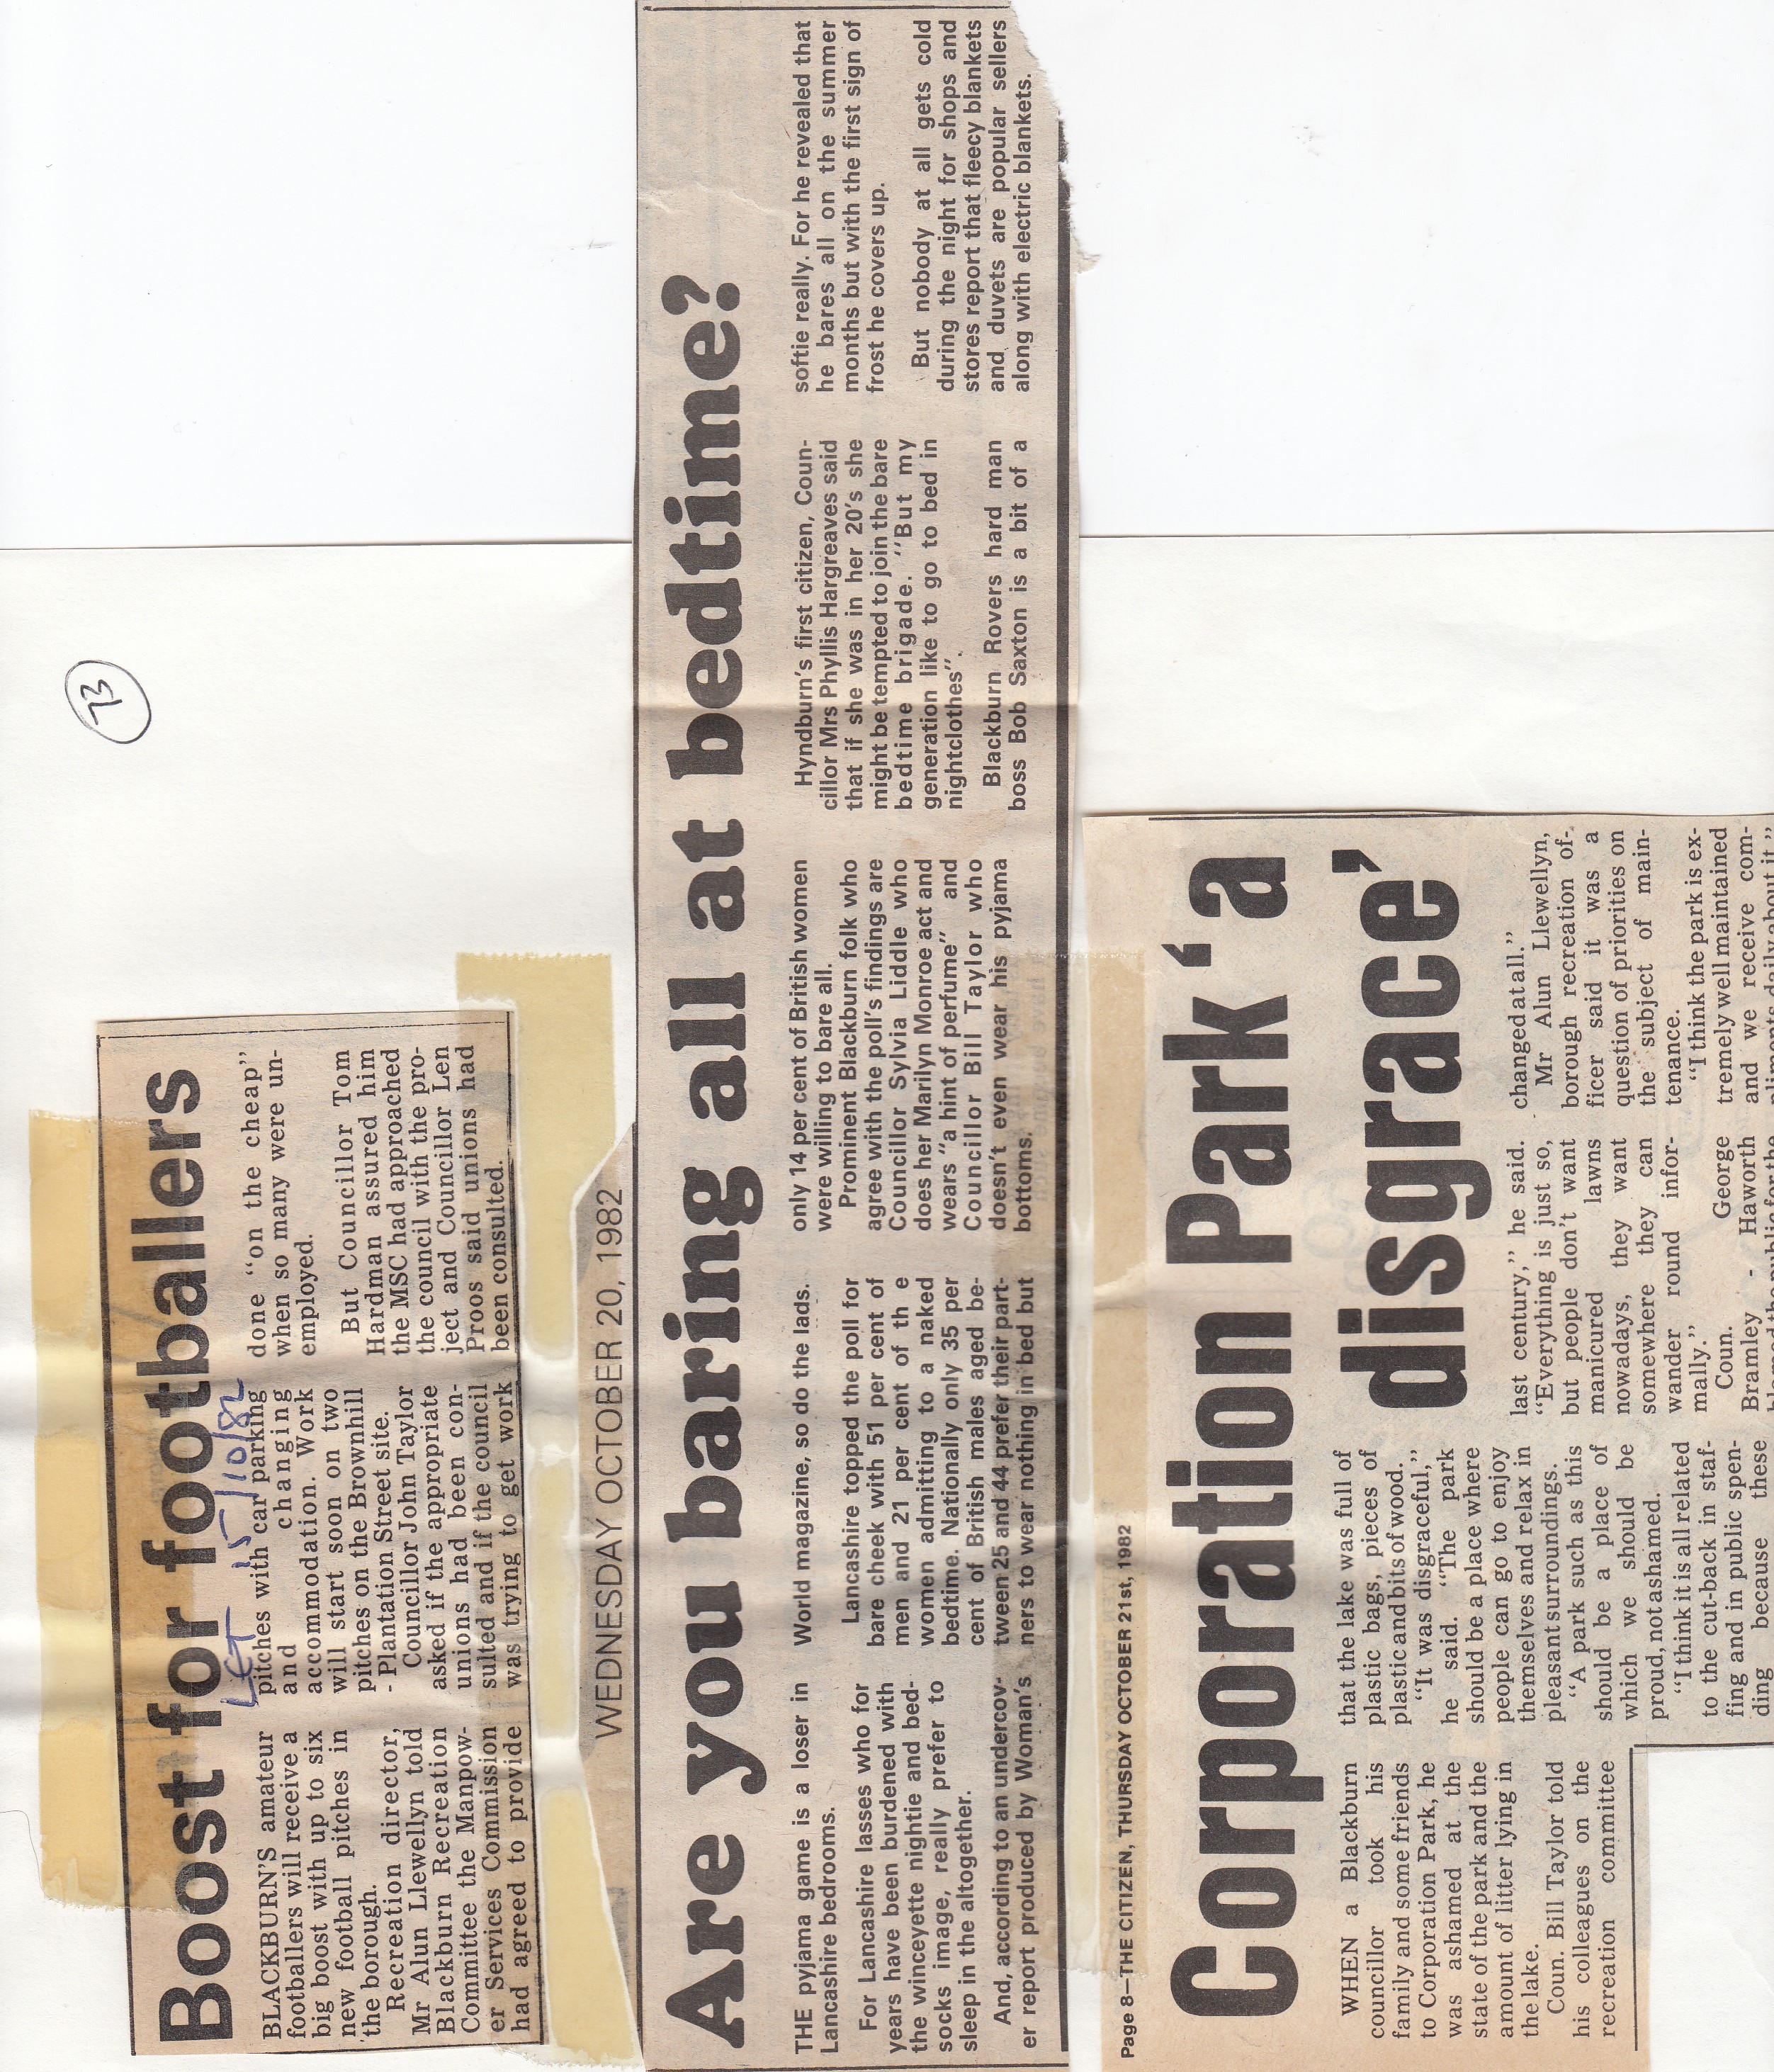 73
Boost for footballers
LET 15/10/82
BLACKBURN'S amateur
footballers will receive a
big boost with up to six
new football pitches in
the borough.
Recreation director,
Mr Alun Llewellyn told
Blackburn Recreation
Committee the Manpow-
er Services Commission
had agreed to provide
pitches with car parking
and changing
accommodation. Work
will start soon on two
pitches on the Brownhill
- Plantation Street site.
Councillor John Taylor
asked if the appropriate
unions had been con-
sulted and if the council
was trying to get work
done "on the cheap"
when so many were un-
employed.
But Councillor Tom
Hardman assured him
the MSC had approached
the council with the pro-
ject and Councillor Len
Proos said unions had
been consulted.
WEDNESDAY OCTOBER 20, 1982
Are you baring all at bedtime?
THE pyjama game is a loser in
Lancashire bedrooms.
For Lancashire lasses who for
years have been burdened with
the winceyette nightie and bed-
socks image, really prefer to
sleep in the altogether.
And, according to an undercov-
er report produced by Woman's
World magazine, so do the lads.
Lancashire topped the poll for
bare cheek with 51 per cent of
men and 21 per cent of th e
women admitting to a naked
bedtime. Nationally only 35 per
cent of British males aged be-
tween 25 and 44 prefer their part-
ners to wear nothing in bed but
only 14 per cent of British women
were willing to bare all.
Prominent Blackburn folk who
agree with the poll's findings are
Councillor Sylvia Liddle who
does her Marilyn Monroe act and
wears "a hint of perfume" and
Councillor Bill Taylor who
doesn't even wear his pyjama
bottoms.
Hyndburn's first citizen, Coun-
cillor Mrs Phyllis Hargreaves said
that if she was in her 20's she
might be tempted to join the bare
bedtime brigade. "But my
generation like to go to bed in
nightclothes".
Blackburn Rovers hard man
boss Bob Saxton is a bit of a
softie really. For he revealed that
he bares all on the summer
months but with the first sign of
frost he covers up.
But nobody at all gets cold
during the night for shops and
stores report that fleecy blankets
and duvets are popular sellers
along with electric blankets.
Page 8—THE CITIZEN, THURSDAY OCTOBER 21st, 1982
Corporation Park 'a
disgrace'
WHEN a Blackburn
councillor took his
family and some friends
to Corporation Park, he
was ashamed at the
state of the park and the
amount of litter lying in
the lake.
Coun. Bill Taylor told
his colleagues on the
recreation committee
that the lake was full of
plastic bags, pieces of
plastic and bits of wood.
"It was disgraceful,"
he said. "The park
should be a place where
people can go to enjoy
themselves and relax in
pleasant surroundings.
"A park such as this
should be a place of
which we should be
proud, not ashamed.
"I think it is all related
to the cut-back in staf-
fing and in public spen-
ding because these
last century," he said.
"Everything is just so,
but people don't want
manicured lawns
nowadays, they want
somewhere they can
wander round infor-
mally."
Coun. George
Bramley - Haworth
blamed the public for the
changed at all."
Mr Alun Llewellyn,
borough recreation of-
ficer said it was a
question of priorities on
the subject of main-
tenance.
"I think the park is ex-
tremely well maintained
and we receive com-
pliments daily about it."